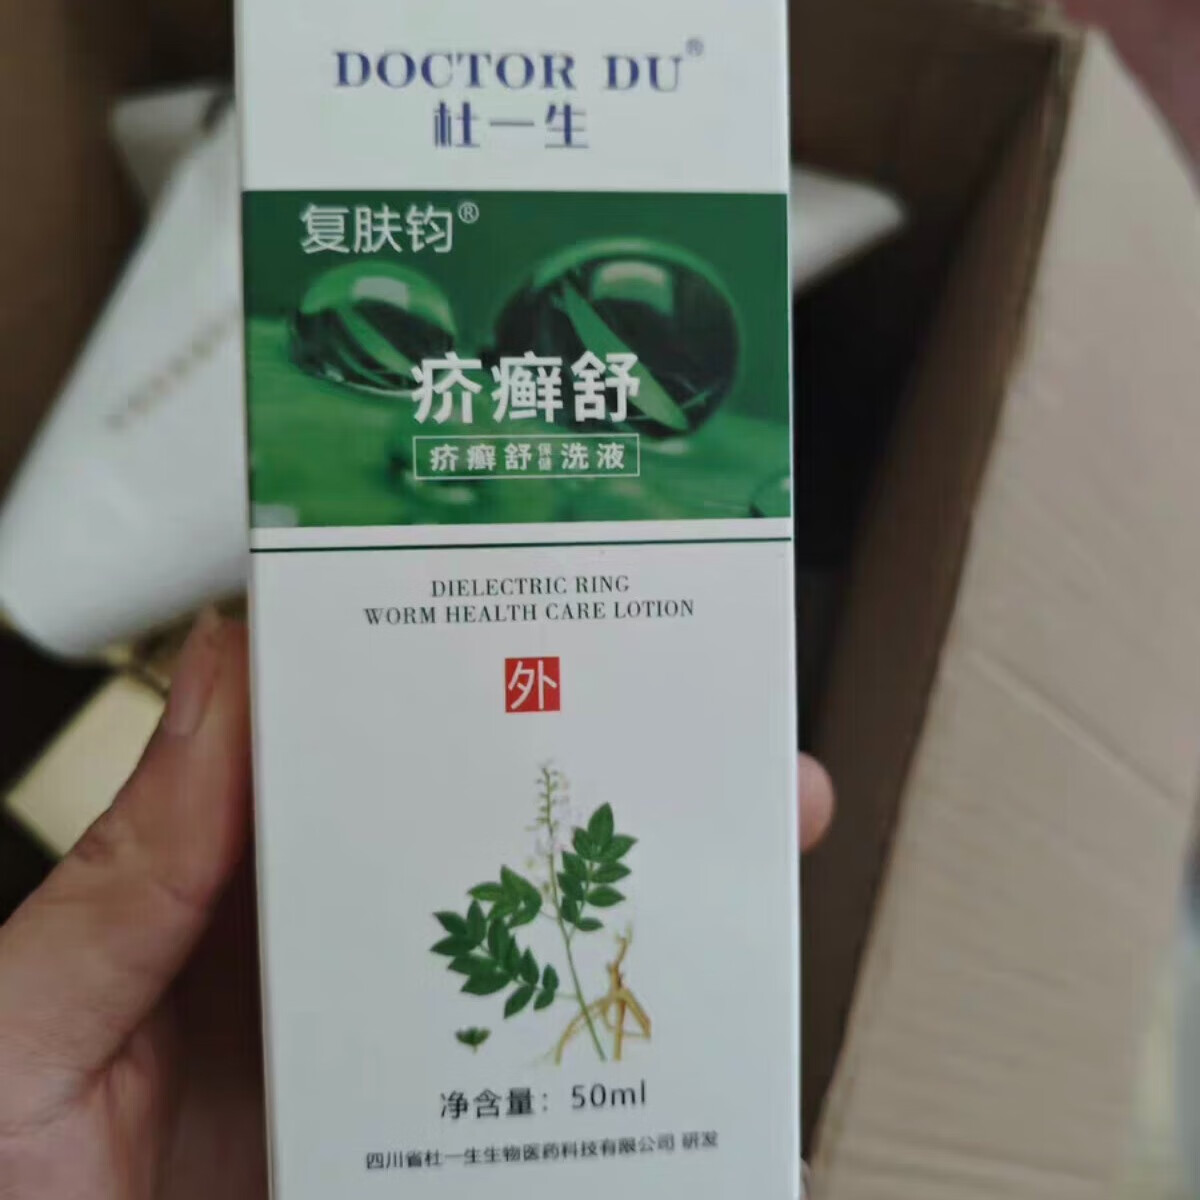 DOCTOR DU®
杜一生
复肤钧®
疥癣舒
疥癣舒保健洗液
DIELECTRIC RING
WORM HEALTH CARE LOTION
外
净含量：50ml
四川省杜一生生物医药科技有限公司 研发